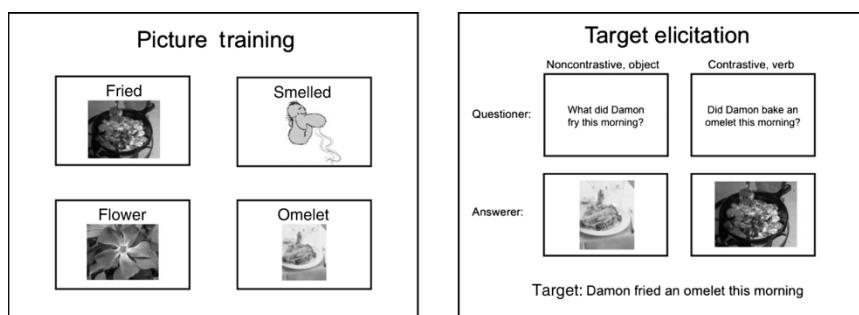 Picture training
Fried
Smelled
Flower
Omelet
Target elicitation
Noncontrastive, object
Contrastive, verb
Questioner:
What did Damon
fry this morning?
Did Damon bake an
omelet this morning?
Answerer:
Target: Damon fried an omelet this morning